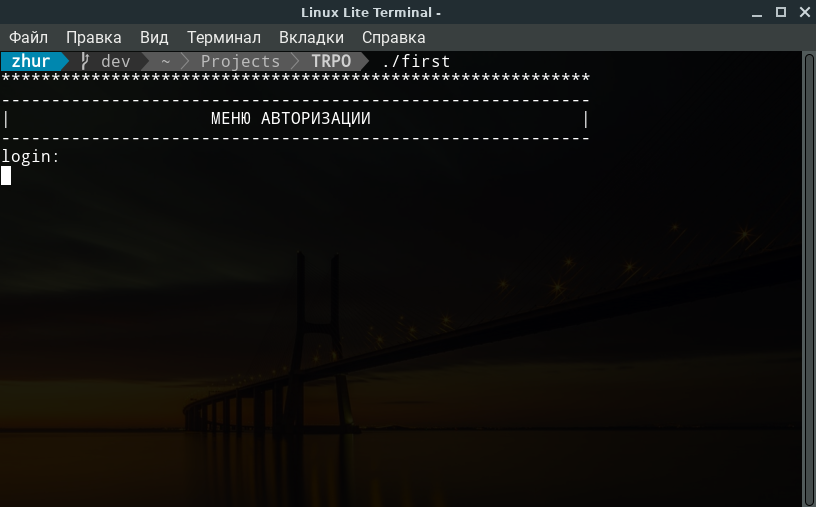 Linux Lite Terminal -
Файл Правка Вид Терминал Вкладки Справка
zhur dev ~ Projects TRPO ./first
***********************************************************
-----------------------------------------------------------
| МЕНЮ АВТОРИЗАЦИИ |
-----------------------------------------------------------
login: